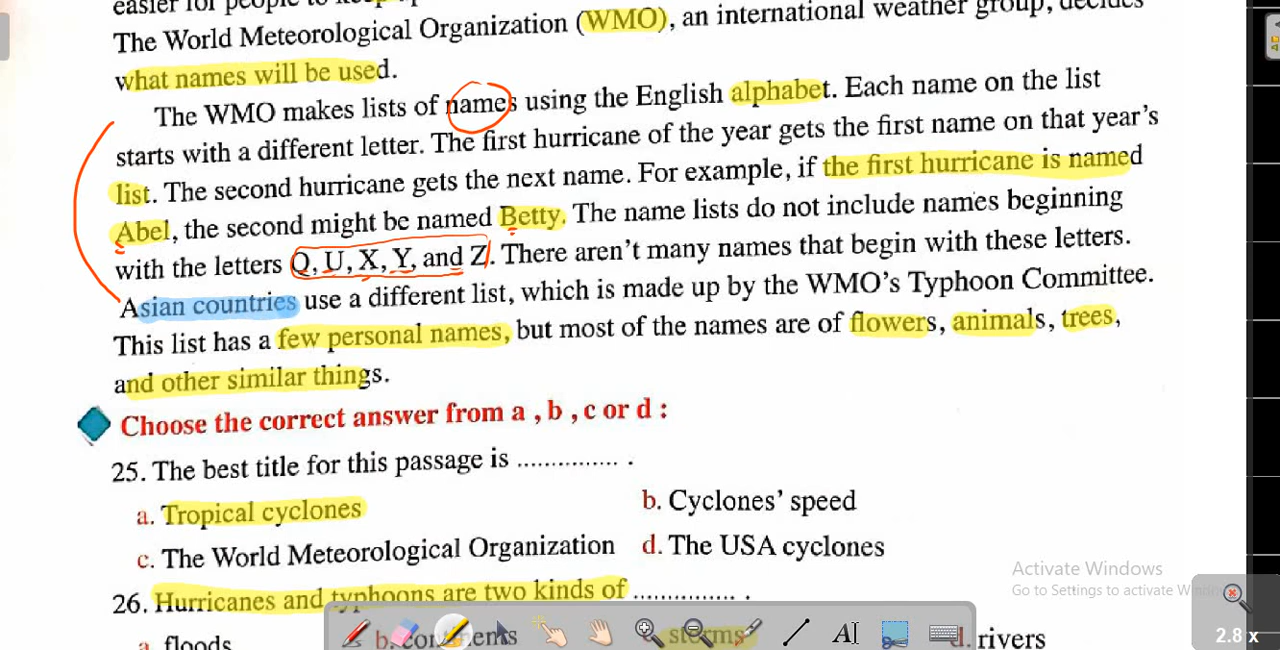 easier for people to keep
The World Meteorological Organization (WMO), an international weather group, decides
what names will be used.
The WMO makes lists of names using the English alphabet. Each name on the list
starts with a different letter. The first hurricane of the year gets the first name on that year's
list. The second hurricane gets the next name. For example, if the first hurricane is named
Abel, the second might be named Betty. The name lists do not include names beginning
with the letters Q, U, X, Y, and Z. There aren't many names that begin with these letters.
Asian countries use a different list, which is made up by the WMO's Typhoon Committee.
This list has a few personal names, but most of the names are of flowers, animals, trees,
and other similar things.
Choose the correct answer from a , b , c or d :
25. The best title for this passage is ............... .
a. Tropical cyclones
b. Cyclones' speed
c. The World Meteorological Organization
d. The USA cyclones
26. Hurricanes and typhoons are two kinds of ............... .
a. floods
b. continents
storms
d. rivers
Activate Windows
Go to Settings to activate Windows
AI
2.8 x